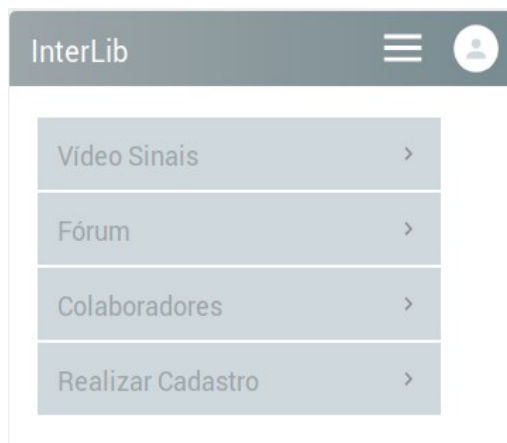 InterLib
Vídeo Sinais
Fórum
Colaboradores
Realizar Cadastro